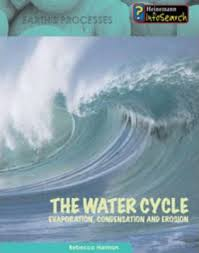 EARTH'S PROCESSES
Heinemann
infoSearch
THE WATER CYCLE
EVAPORATION, CONDENSATION AND EROSION
Rebecca Harman